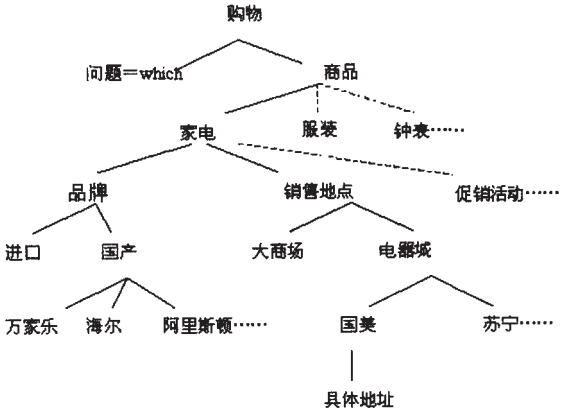 购物
问题＝which 商品
家电 服装 钟表……
品牌 销售地点 促销活动……
进口 国产 大商场 电器城
万家乐 海尔 阿里斯顿…… 国美 苏宁……
具体地址